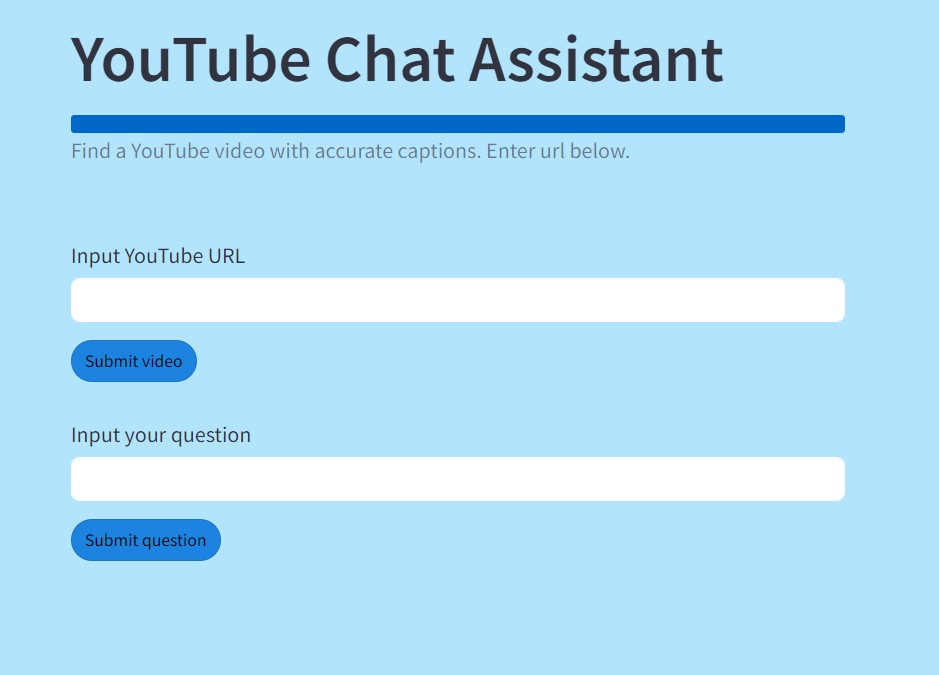 YouTube Chat Assistant
Find a YouTube video with accurate captions. Enter url below.
Input YouTube URL
Submit video
Input your question
Submit question